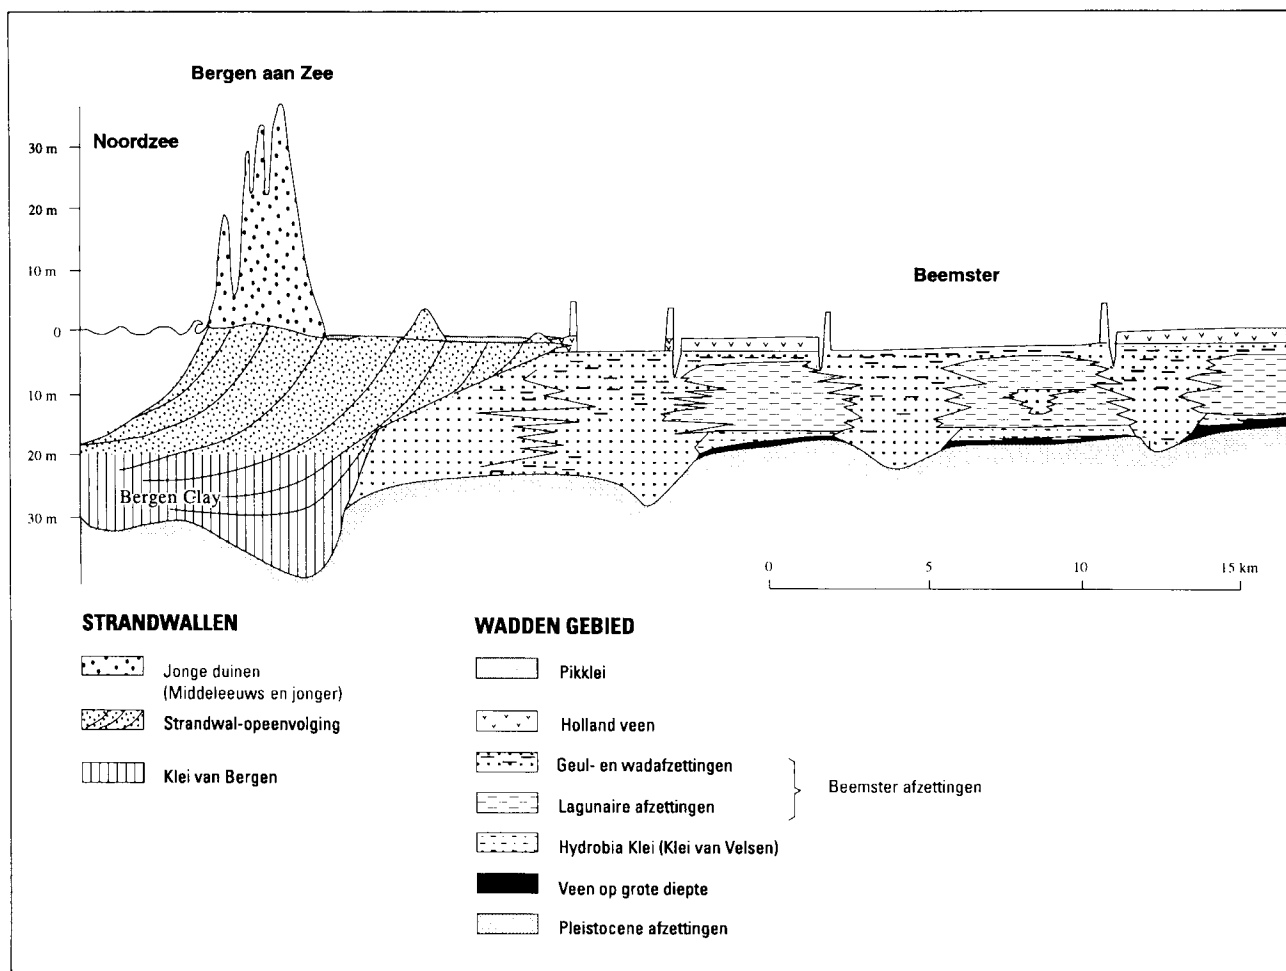 Bergen aan Zee
Noordzee
30 m
20 m
10 m
0
10 m
20 m
30 m
Beemster
Bergen Clay
0 5 10 15 km
STRANDWALLEN
Jonge duinen
(Middeleeuws en jonger)
Strandwal-opeenvolging
Klei van Bergen
WADDEN GEBIED
Pikklei
Holland veen
Geul- en wadafzettingen
Lagunaire afzettingen
Beemster afzettingen
Hydrobia Klei (Klei van Velsen)
Veen op grote diepte
Pleistocene afzettingen